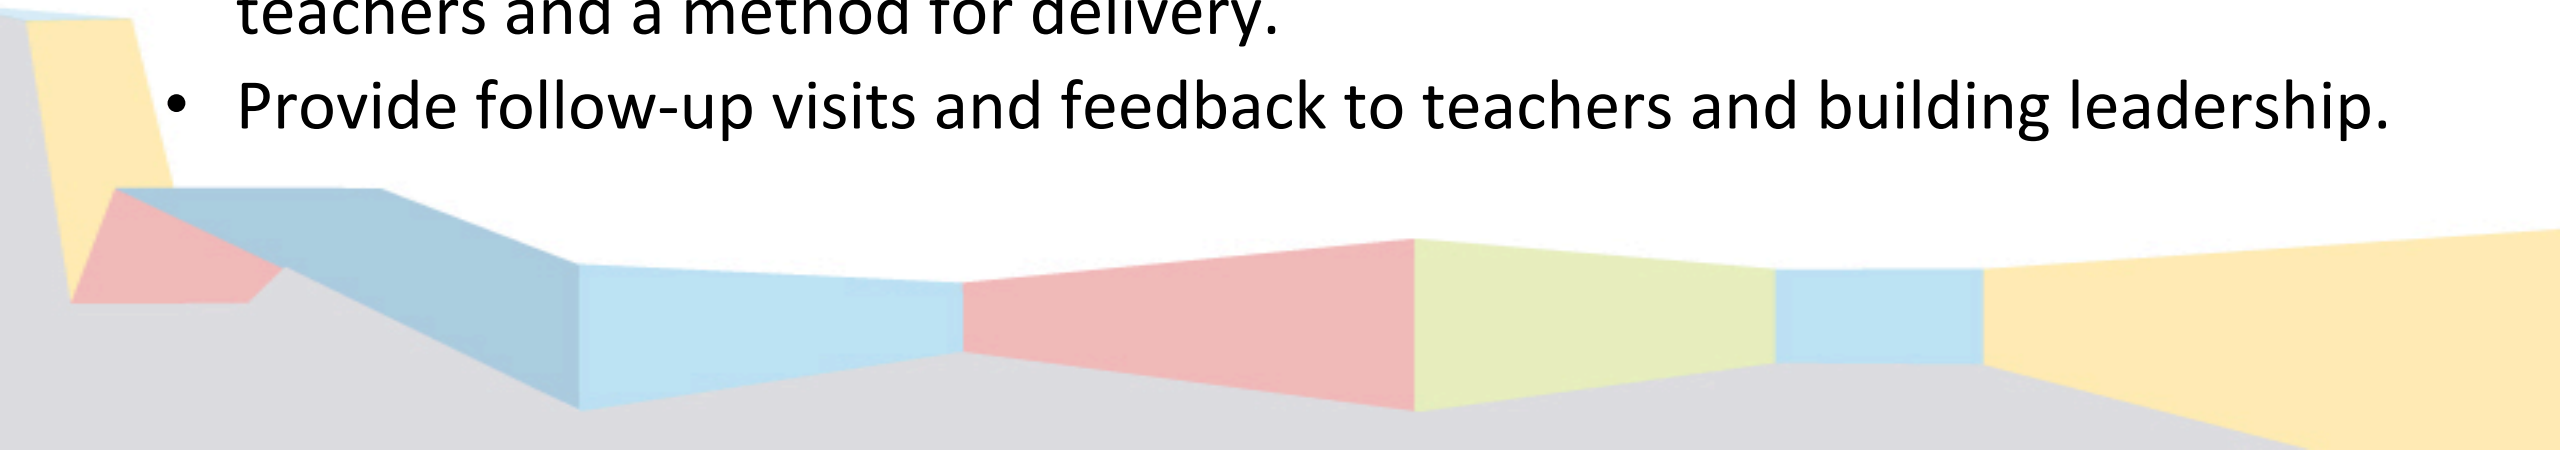 teachers and a method for delivery.
• Provide follow-up visits and feedback to teachers and building leadership.